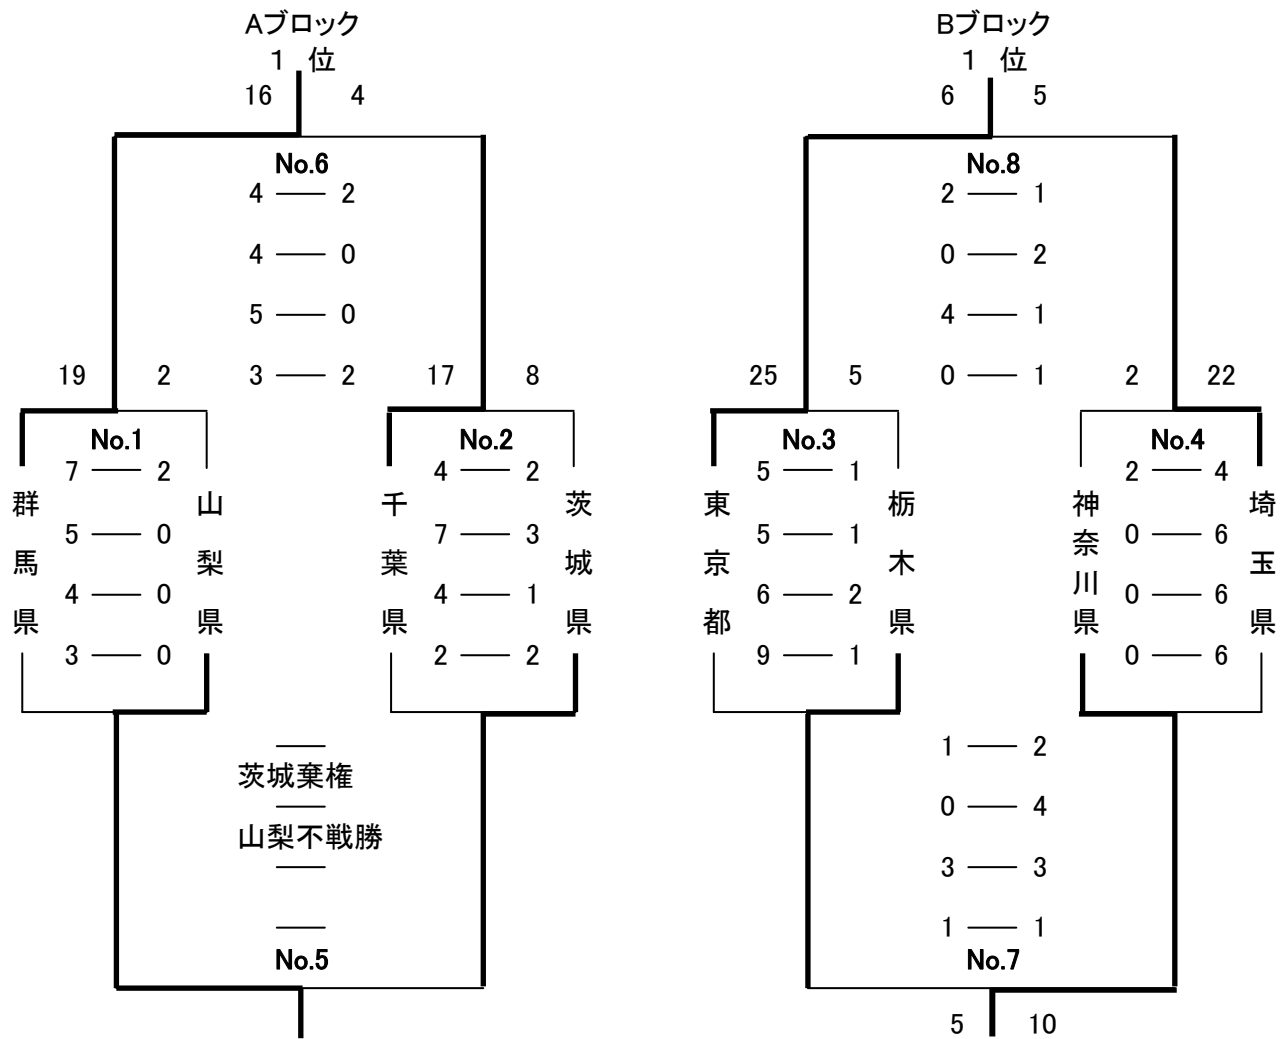 Aブロック
1 位
16 4
No.6
4 — 2
4 — 0
5 — 0
3 — 2
19 2
17 8
No.1
7 — 2
5 — 0
4 — 0
3 — 0
群馬県
山梨県
No.2
4 — 2
7 — 3
4 — 1
2 — 2
千葉県
茨城県
茨城棄権
山梨不戦勝
No.5
Bブロック
1 位
6 5
No.8
2 — 1
0 — 2
4 — 1
0 — 1
25 5
2 22
No.3
5 — 1
5 — 1
6 — 2
9 — 1
東京都
栃木県
No.4
2 — 4
0 — 6
0 — 6
0 — 6
神奈川県
埼玉県
1 — 2
0 — 4
3 — 3
1 — 1
No.7
5 10